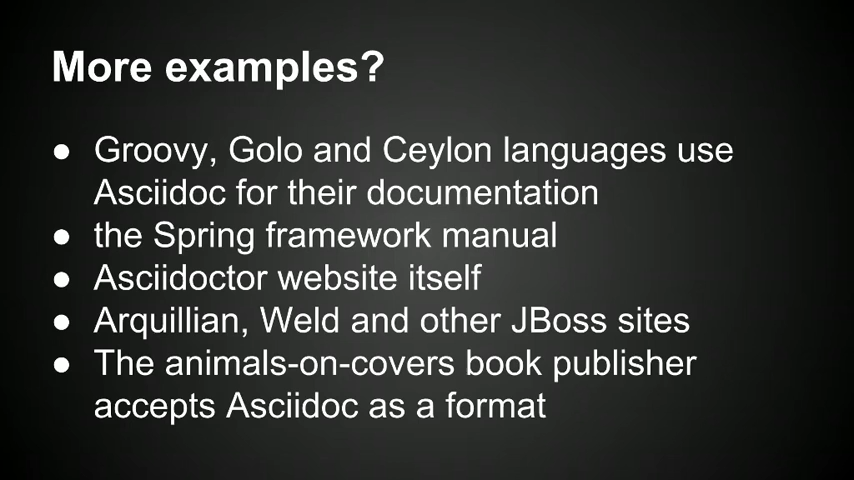 More examples?
● Groovy, Golo and Ceylon languages use
Asciidoc for their documentation
● the Spring framework manual
● Asciidoctor website itself
● Arquillian, Weld and other JBoss sites
● The animals-on-covers book publisher
accepts Asciidoc as a format